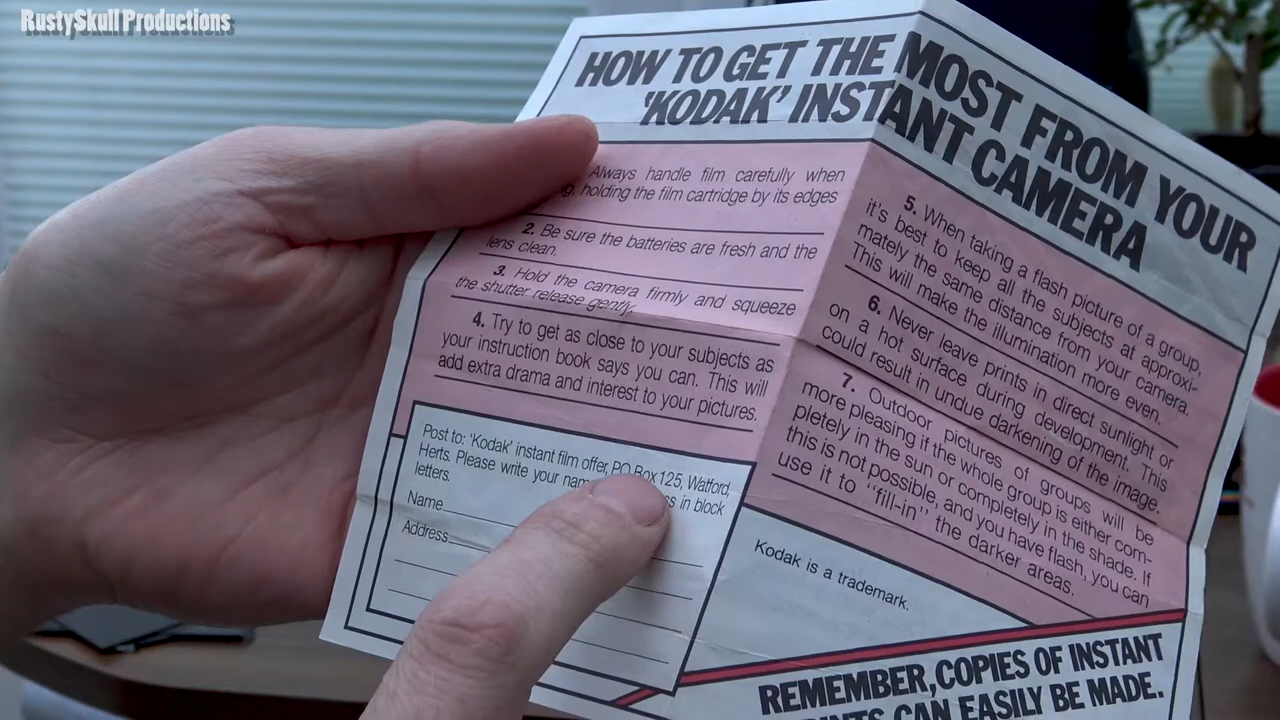 RustySkull Productions
HOW TO GET THE MOST FROM YOUR
'KODAK' INSTANT CAMERA
Always handle film carefully when
holding the film cartridge by its edges
2. Be sure the batteries are fresh and the
lens clean.
3. Hold the camera firmly and squeeze
the shutter release gently.
4. Try to get as close to your subjects as
your instruction book says you can. This will
add extra drama and interest to your pictures.
Post to: 'Kodak' instant film offer, PO Box 125, Watford,
Herts. Please write your in block
letters.
Name
Address
5. When taking a flash picture of a group,
it's best to keep all the subjects at approxi-
mately the same distance from your camera.
This will make the illumination more even.
6. Never leave prints in direct sunlight or
on a hot surface during development. This
could result in undue darkening of the image.
7. Outdoor pictures of groups will be
more pleasing if the whole group is either com-
pletely in the sun or completely in the shade. If
this is not possible, and you have flash, you can
use it to "fill-in" the darker areas.
Kodak is a trademark.
REMEMBER, COPIES OF INSTANT
PRINTS CAN EASILY BE MADE.